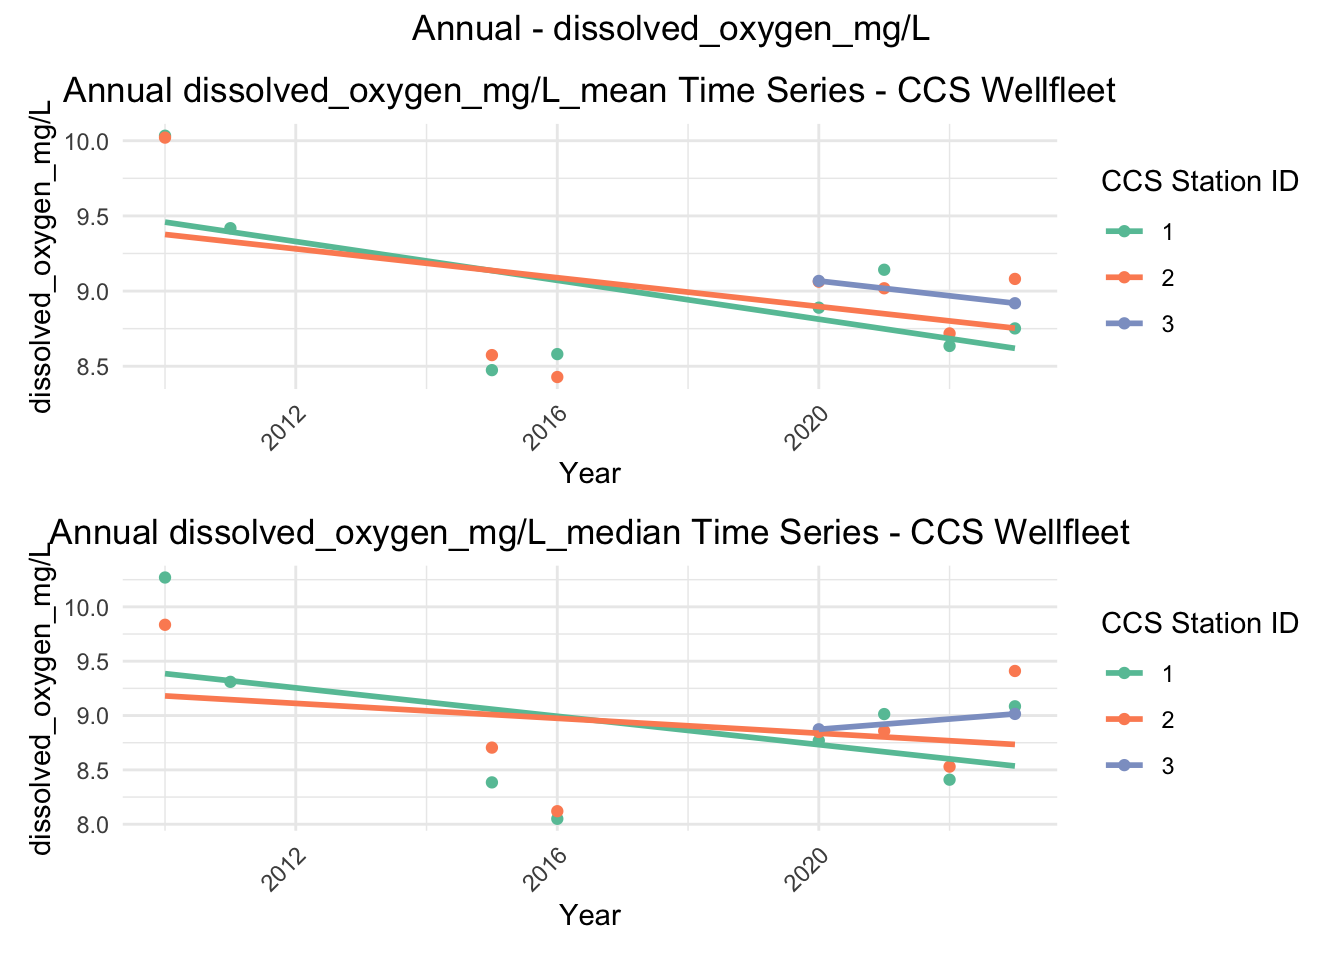 Annual - dissolved_oxygen_mg/L
Annual dissolved_oxygen_mg/L_mean Time Series - CCS Wellfleet
dissolved_oxygen_mg/L
10.0
9.5
9.0
8.5
2012
2016
2020
Year
CCS Station ID
1
2
3
Annual dissolved_oxygen_mg/L_median Time Series - CCS Wellfleet
dissolved_oxygen_mg/L
10.0
9.5
9.0
8.5
8.0
2012
2016
2020
Year
CCS Station ID
1
2
3